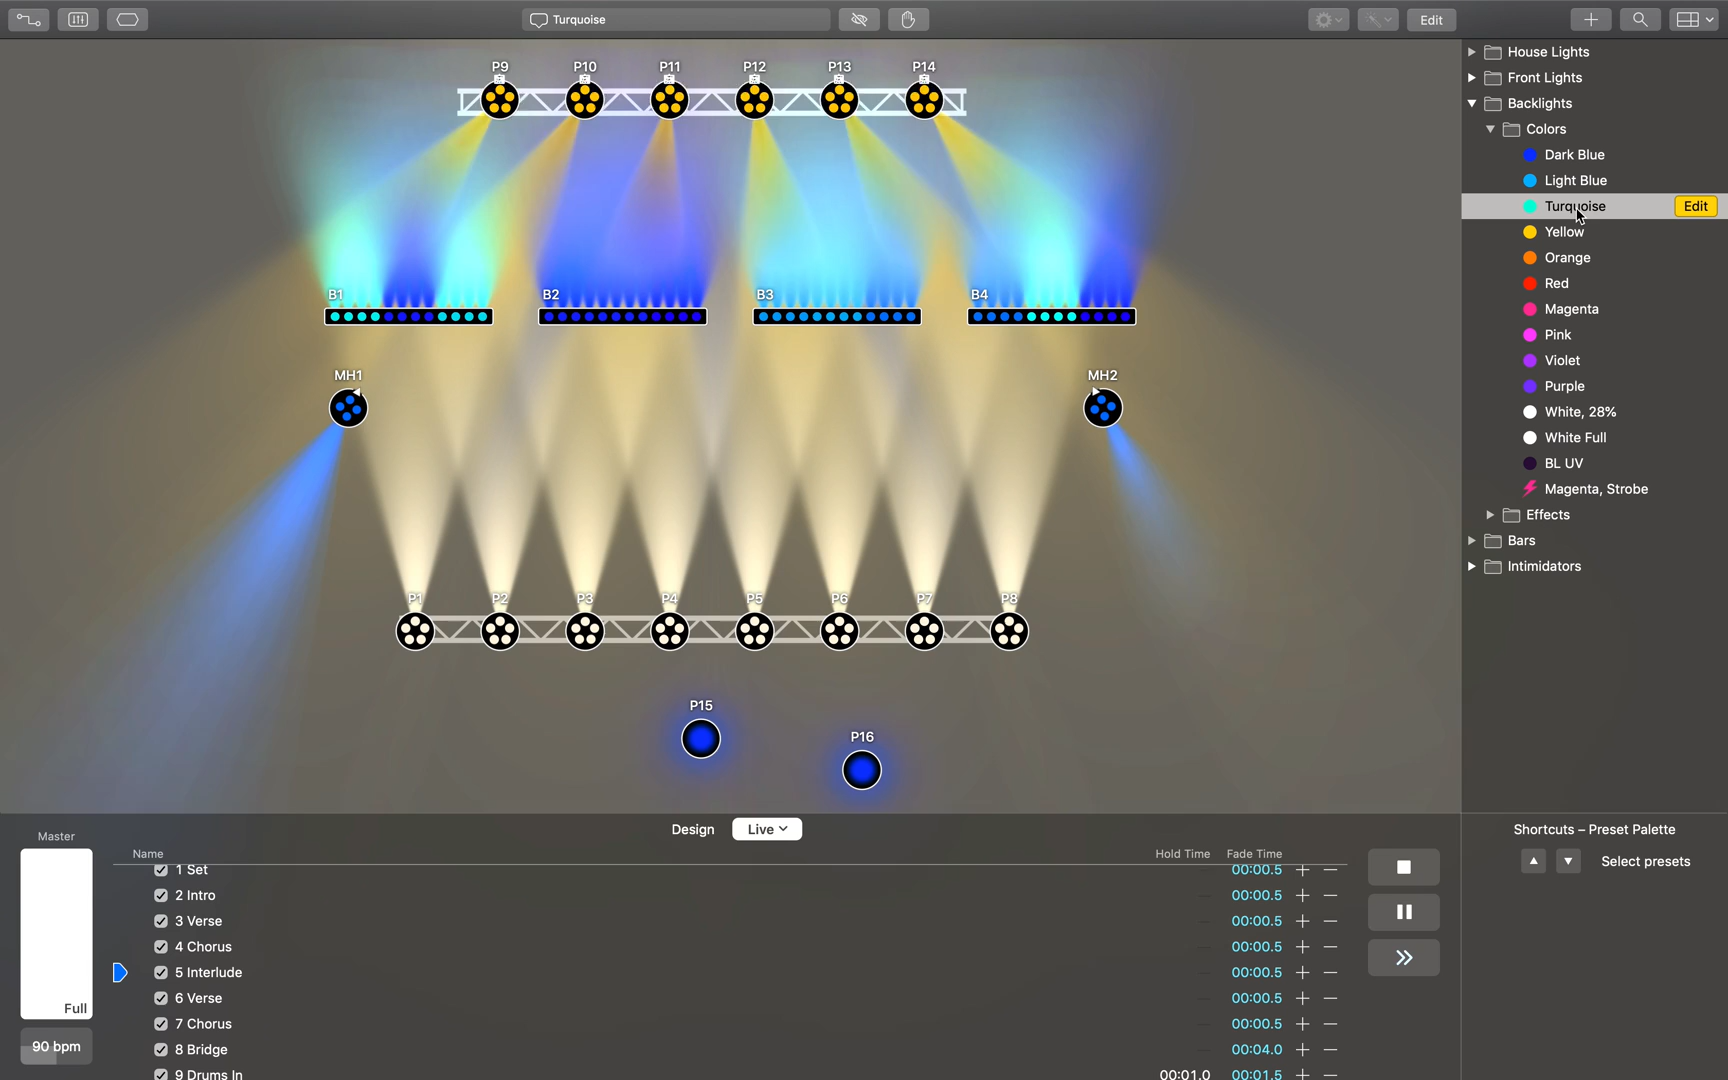 Turquoise
Edit
House Lights
Front Lights
Backlights
Colors
Dark Blue
Light Blue
Turquoise Edit
Yellow
Orange
Red
Magenta
Pink
Violet
Purple
White, 28%
White Full
BL UV
Magenta, Strobe
Effects
Bars
Intimidators
P9 P10 P11 P12 P13 P14
B1 B2 B3 B4
MH1 MH2
P1 P2 P3 P4 P5 P6 P7 P8
P15
P16
Design Live
Master
Full
90 bpm
Name Hold Time Fade Time
1 Set 00:00.5
2 Intro 00:00.5
3 Verse 00:00.5
4 Chorus 00:00.5
5 Interlude 00:00.5
6 Verse 00:00.5
7 Chorus 00:00.5
8 Bridge 00:04.0
9 Drums In 00:01.0 00:01.5
Shortcuts – Preset Palette
Select presets